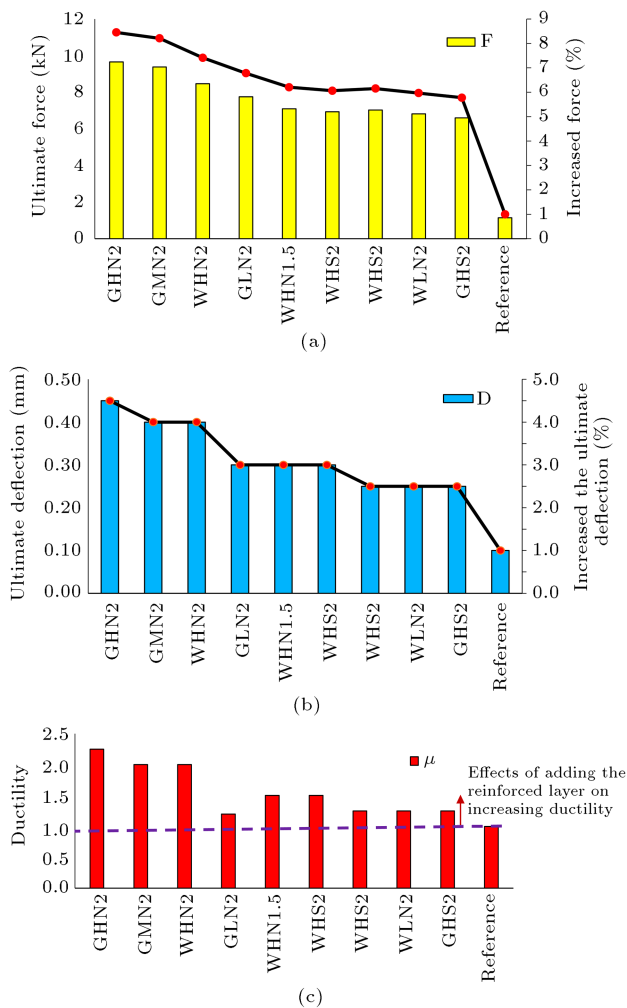 12
10
8
6
4
2
0
Ultimate force (kN)
F
9
8
7
6
5
4
3
2
1
0
Increased force (%)
GHN2
GMN2
WHN2
GLN2
WHN1.5
WHS2
WHS2
WLN2
GHS2
Reference
(a)
0.50
0.40
0.30
0.20
0.10
0.00
Ultimate deflection (mm)
D
5.0
4.0
3.0
2.0
1.0
0.0
Increased the ultimate
deflection (%)
GHN2
GMN2
WHN2
GLN2
WHN1.5
WHS2
WHS2
WLN2
GHS2
Reference
(b)
2.5
2.0
1.5
1.0
0.5
0.0
Ductility
μ
Effects of adding the
reinforced layer on
increasing ductility
GHN2
GMN2
WHN2
GLN2
WHN1.5
WHS2
WHS2
WLN2
GHS2
Reference
(c)